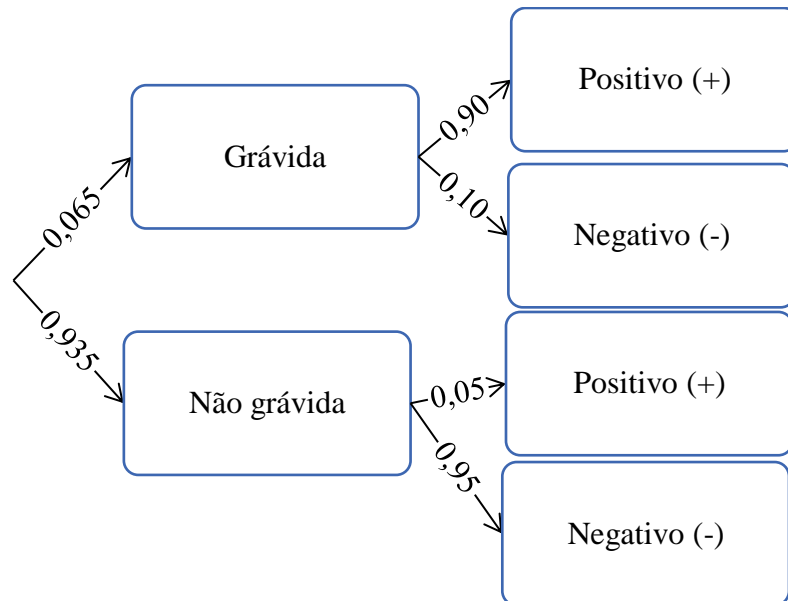 Positivo (+)
0,90
Grávida
0,10
0,065
Negativo (-)
0,935
Positivo (+)
0,05
Não grávida
0,95
Negativo (-)